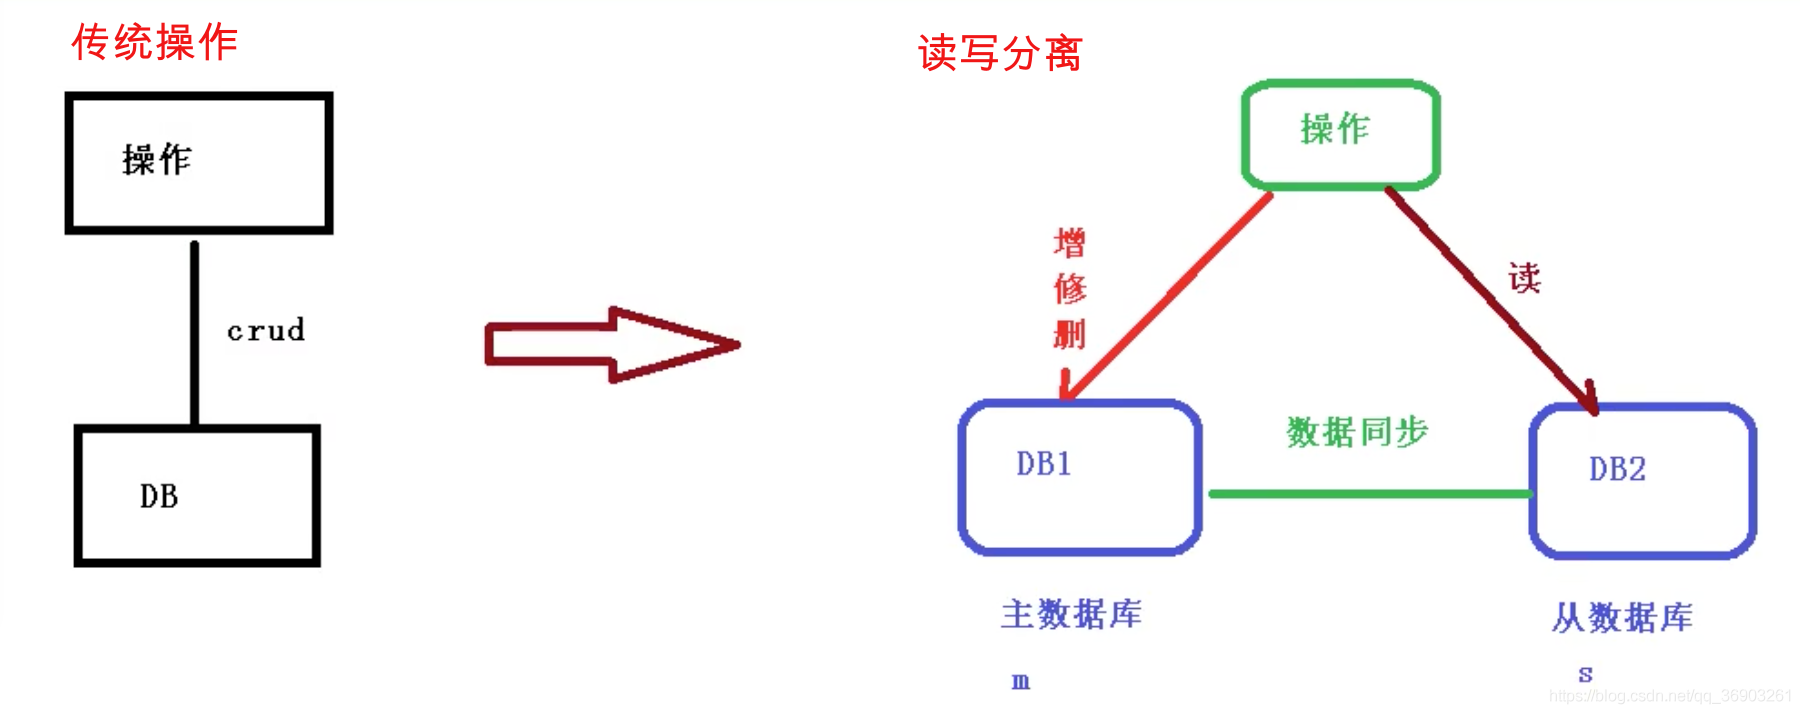 传统操作
操作
crud
DB
读写分离
操作
增
修
删
读
数据同步
DB1
DB2
主数据库
从数据库
m
s
https://blog.csdn.net/qq_36903261